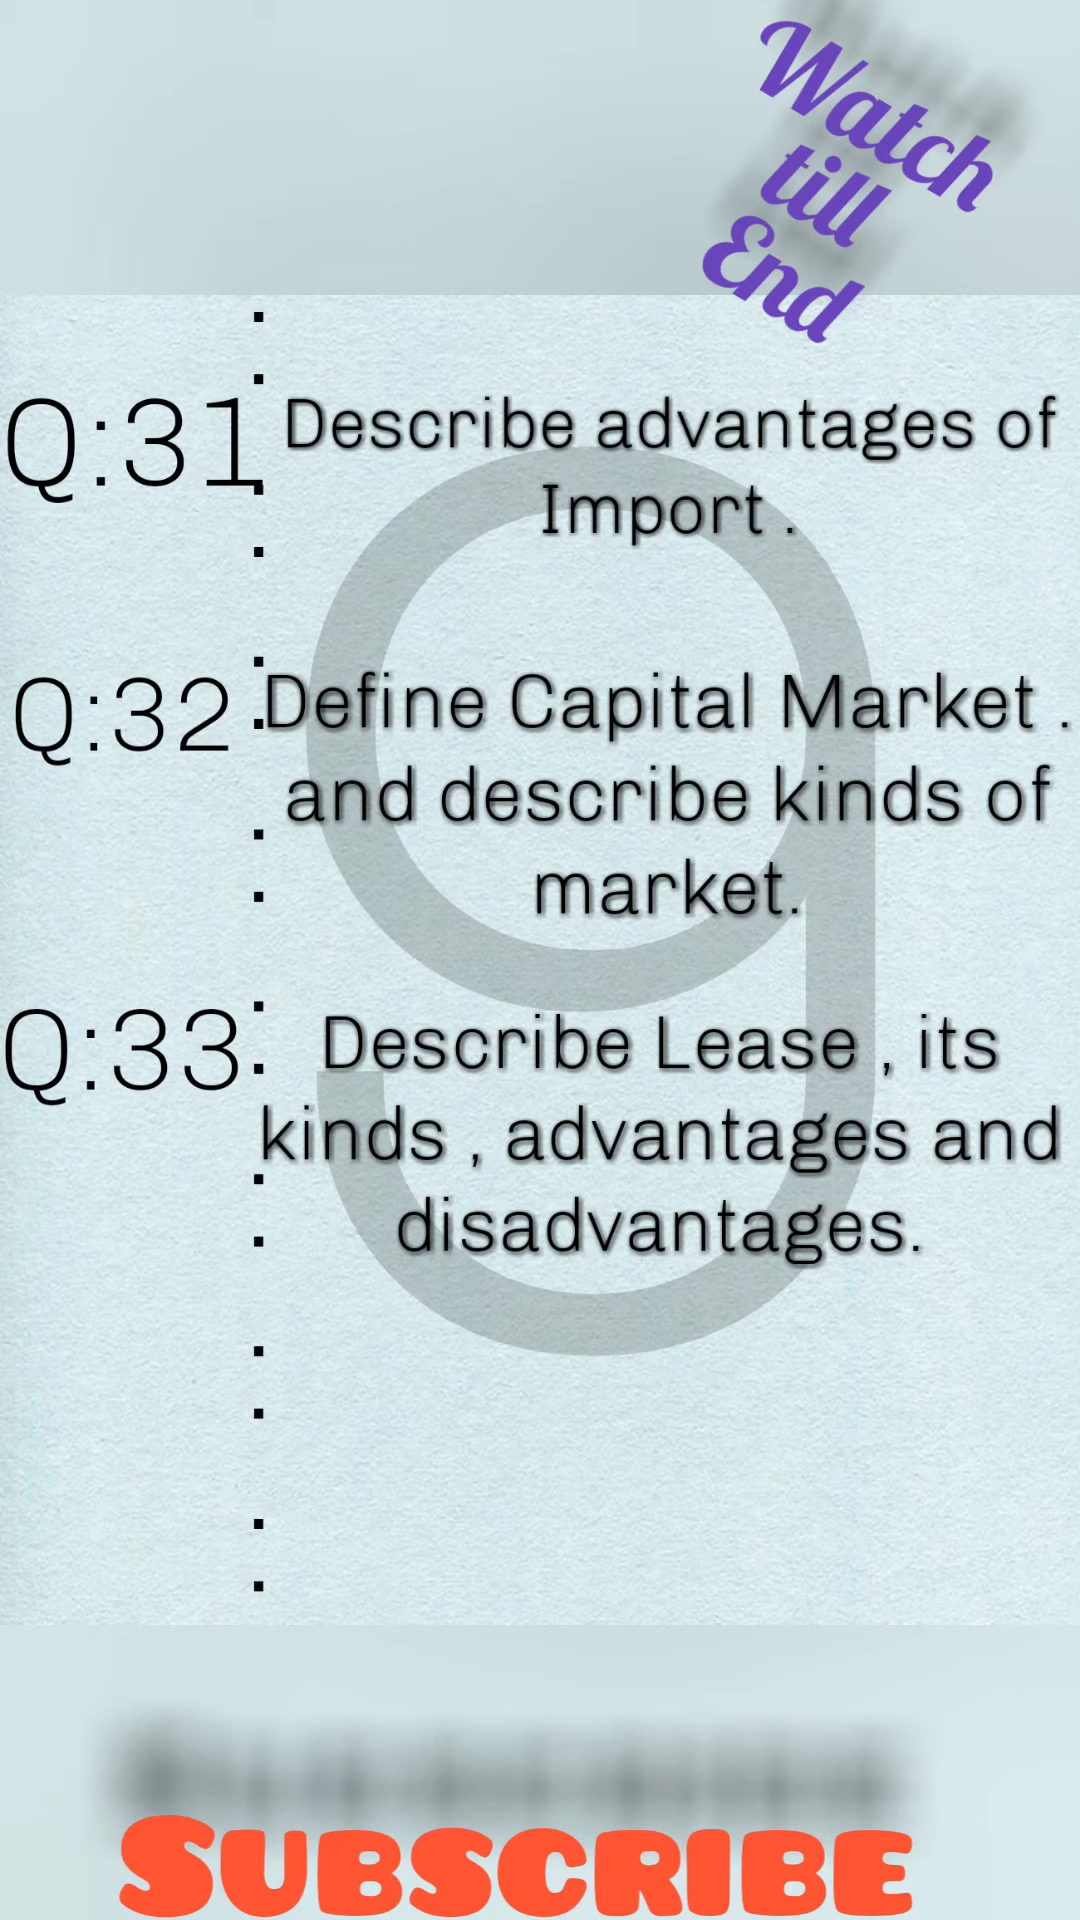 Watch
till
End
Q:31
Describe advantages of
Import .
Q:32
Define Capital Market .
and describe kinds of
market.
Q:33
Describe Lease , its
kinds , advantages and
disadvantages.
9
SUBSCRIBE